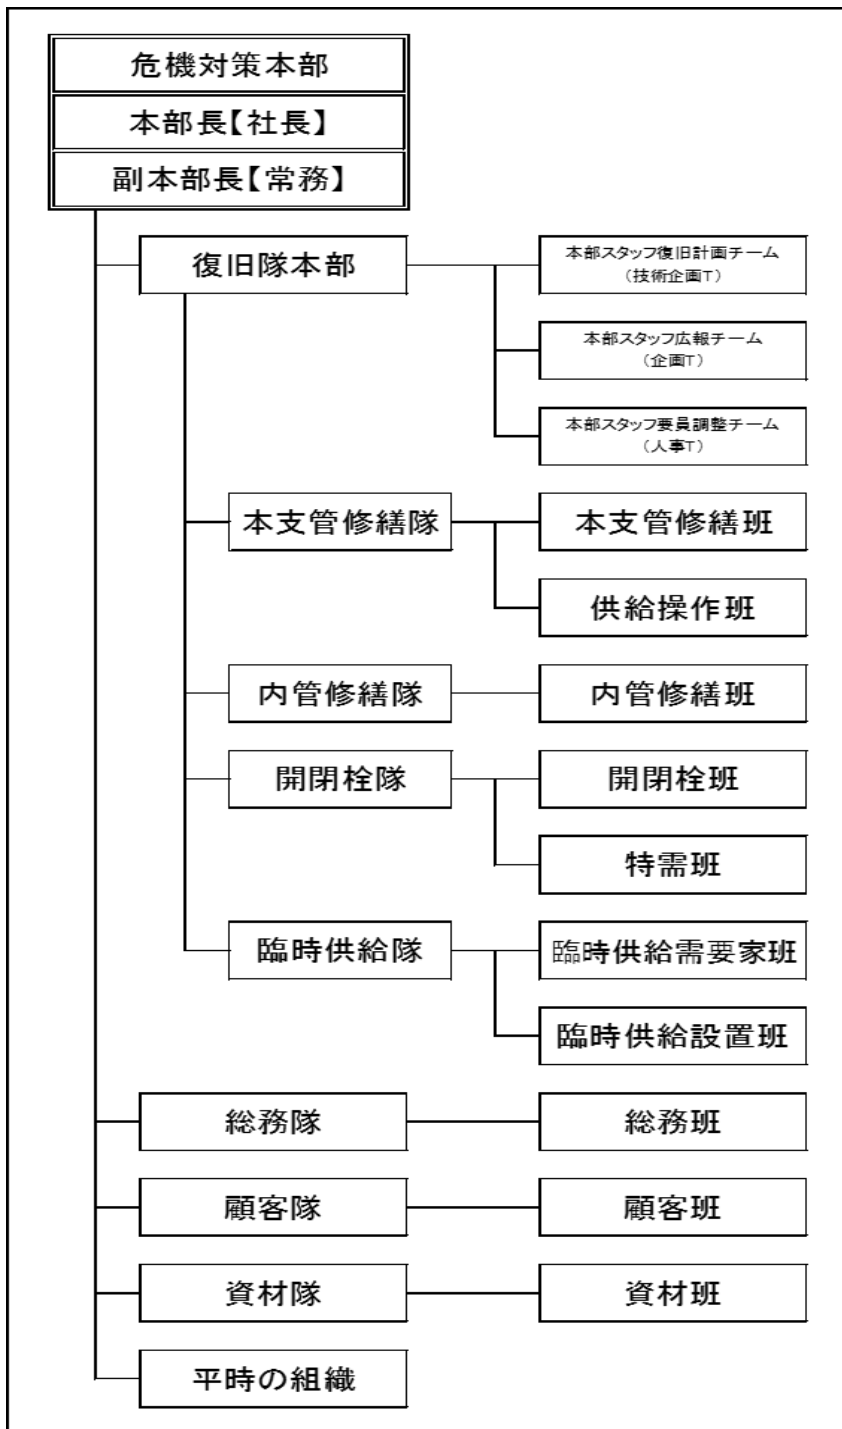 危機対策本部
本部長【社長】
副本部長【常務】
復旧隊本部
本部スタッフ復旧計画チーム
（技術企画T）
本部スタッフ広報チーム
（企画T）
本部スタッフ要員調整チーム
（人事T）
本支管修繕隊
本支管修繕班
供給操作班
内管修繕隊
内管修繕班
開閉栓隊
開閉栓班
特需班
臨時供給隊
臨時供給需要家班
臨時供給設置班
総務隊
総務班
顧客隊
顧客班
資材隊
資材班
平時の組織